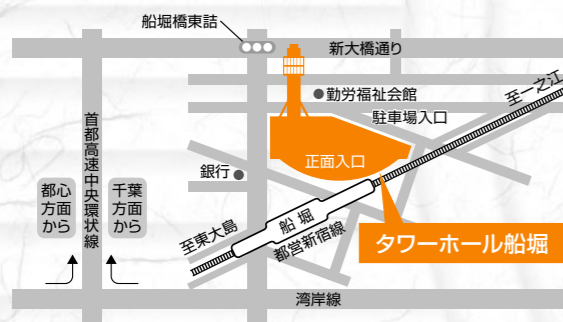 船堀橋東詰
新大橋通り
勤労福祉会館
至一之江
駐車場入口
首都高速中央環状線
正面入口
銀行
都心
方面
から
千葉
方面
から
船堀
至東大島
都営新宿線
タワーホール船堀
湾岸線